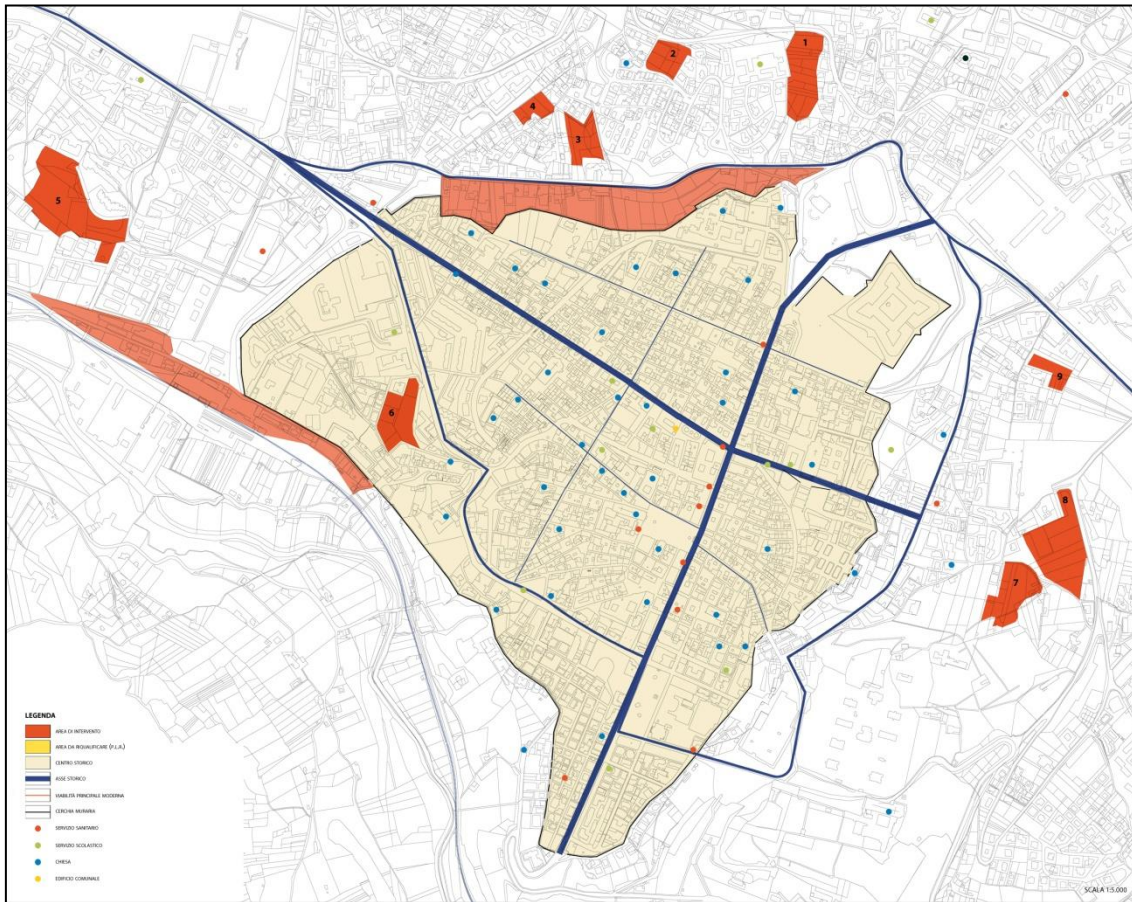 1
2
4
3
5
6
9
8
7
LEGENDA
AREA DI INTERVENTO
AREA DA RIQUALIFICARE (F.L.R.)
CENTRO STORICO
ASSE STORICO
VIABILITÀ PRINCIPALE MODERNA
CERCHIA MURARIA
SERVIZIO SANITARIO
SERVIZIO SCOLASTICO
CHIESA
EDIFICIO COMUNALE
SCALA 1:5.000